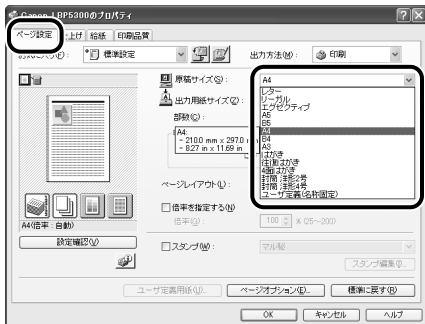 Canon LBP5300のプロパティ
ページ設定
上げ
給紙
印刷品質
標準設定
出力方法(M):
印刷
原稿サイズ(S):
A4
出力用紙サイズ(Z):
部数(C):
レター
リーガル
エグゼクティブ
A5
B5
A4
B4
A3
はがき
往復はがき
4面はがき
封筒 洋形2号
封筒 洋形4号
ユーザ定義(名称固定)
A4:
- 210.0 mm x 297.0
- 8.27 in x 11.69 in
ページレイアウト(L):
倍率を指定する(N)
倍率(Q):
100
% (25～200)
A4(倍率:自動)
設定確認(V)
スタンプ(W):
マル秘
スタンプ編集(I)...
ユーザ定義用紙(U)...
ページオプション(E)...
標準に戻す(R)
OK
キャンセル
ヘルプ